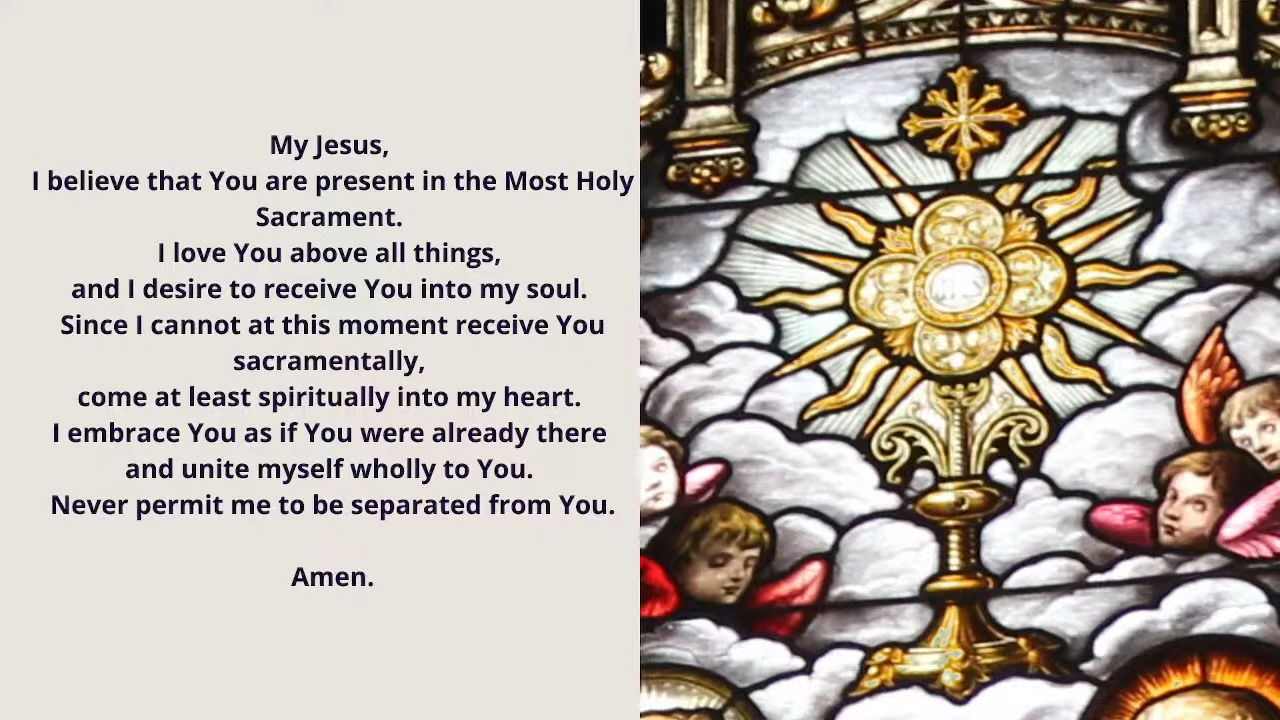 My Jesus,
I believe that You are present in the Most Holy
Sacrament.
I love You above all things,
and I desire to receive You into my soul.
Since I cannot at this moment receive You
sacramentally,
come at least spiritually into my heart.
I embrace You as if You were already there
and unite myself wholly to You.
Never permit me to be separated from You.
Amen.